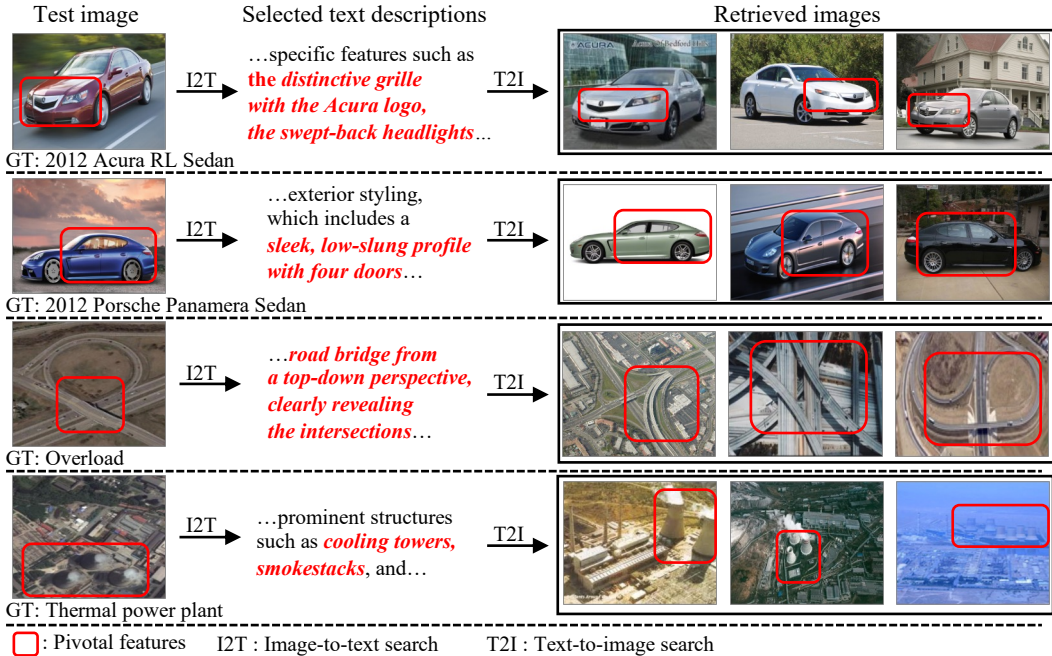 Test image
Selected text descriptions
Retrieved images
I2T
…specific features such as
the distinctive grille
with the Acura logo,
the swept-back headlights…
T2I
ACURA
GT: 2012 Acura RL Sedan
I2T
…exterior styling,
which includes a
sleek, low-slung profile
with four doors…
T2I
GT: 2012 Porsche Panamera Sedan
I2T
…road bridge from
a top-down perspective,
clearly revealing
the intersections…
T2I
GT: Overload
I2T
…prominent structures
such as cooling towers,
smokestacks, and…
T2I
GT: Thermal power plant
: Pivotal features
I2T : Image-to-text search
T2I : Text-to-image search